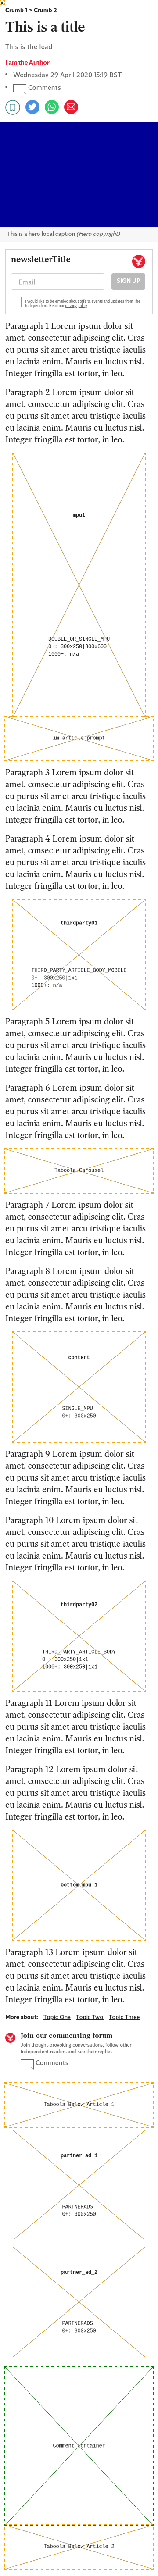 Crumb 1 > Crumb 2
This is a title
This is the lead
I am the Author
• Wednesday 29 April 2020 15:19 BST
• Comments
This is a hero local caption (Hero copyright)
newsletterTitle
Email
SIGN UP
I would like to be emailed about offers, events and updates from The
Independent. Read our privacy policy
Paragraph 1 Lorem ipsum dolor sit
amet, consectetur adipiscing elit. Cras
eu purus sit amet arcu tristique iaculis
eu lacinia enim. Mauris eu luctus nisl.
Integer fringilla est tortor, in leo.
Paragraph 2 Lorem ipsum dolor sit
amet, consectetur adipiscing elit. Cras
eu purus sit amet arcu tristique iaculis
eu lacinia enim. Mauris eu luctus nisl.
Integer fringilla est tortor, in leo.
mpu1
DOUBLE_OR_SINGLE_MPU
0+: 300x250|300x600
1000+: n/a
im article prompt
Paragraph 3 Lorem ipsum dolor sit
amet, consectetur adipiscing elit. Cras
eu purus sit amet arcu tristique iaculis
eu lacinia enim. Mauris eu luctus nisl.
Integer fringilla est tortor, in leo.
Paragraph 4 Lorem ipsum dolor sit
amet, consectetur adipiscing elit. Cras
eu purus sit amet arcu tristique iaculis
eu lacinia enim. Mauris eu luctus nisl.
Integer fringilla est tortor, in leo.
thirdparty01
THIRD_PARTY_ARTICLE_BODY_MOBILE
0+: 300x250|1x1
1000+: n/a
Paragraph 5 Lorem ipsum dolor sit
amet, consectetur adipiscing elit. Cras
eu purus sit amet arcu tristique iaculis
eu lacinia enim. Mauris eu luctus nisl.
Integer fringilla est tortor, in leo.
Paragraph 6 Lorem ipsum dolor sit
amet, consectetur adipiscing elit. Cras
eu purus sit amet arcu tristique iaculis
eu lacinia enim. Mauris eu luctus nisl.
Integer fringilla est tortor, in leo.
Taboola Carousel
Paragraph 7 Lorem ipsum dolor sit
amet, consectetur adipiscing elit. Cras
eu purus sit amet arcu tristique iaculis
eu lacinia enim. Mauris eu luctus nisl.
Integer fringilla est tortor, in leo.
Paragraph 8 Lorem ipsum dolor sit
amet, consectetur adipiscing elit. Cras
eu purus sit amet arcu tristique iaculis
eu lacinia enim. Mauris eu luctus nisl.
Integer fringilla est tortor, in leo.
content
SINGLE_MPU
0+: 300x250
Paragraph 9 Lorem ipsum dolor sit
amet, consectetur adipiscing elit. Cras
eu purus sit amet arcu tristique iaculis
eu lacinia enim. Mauris eu luctus nisl.
Integer fringilla est tortor, in leo.
Paragraph 10 Lorem ipsum dolor sit
amet, consectetur adipiscing elit. Cras
eu purus sit amet arcu tristique iaculis
eu lacinia enim. Mauris eu luctus nisl.
Integer fringilla est tortor, in leo.
thirdparty02
THIRD_PARTY_ARTICLE_BODY
0+: 300x250|1x1
1000+: 300x250|1x1
Paragraph 11 Lorem ipsum dolor sit
amet, consectetur adipiscing elit. Cras
eu purus sit amet arcu tristique iaculis
eu lacinia enim. Mauris eu luctus nisl.
Integer fringilla est tortor, in leo.
Paragraph 12 Lorem ipsum dolor sit
amet, consectetur adipiscing elit. Cras
eu purus sit amet arcu tristique iaculis
eu lacinia enim. Mauris eu luctus nisl.
Integer fringilla est tortor, in leo.
bottom_mpu_1
Paragraph 13 Lorem ipsum dolor sit
amet, consectetur adipiscing elit. Cras
eu purus sit amet arcu tristique iaculis
eu lacinia enim. Mauris eu luctus nisl.
Integer fringilla est tortor, in leo.
More about: Topic One Topic Two Topic Three
Join our commenting forum
Join thought-provoking conversations, follow other
Independent readers and see their replies
Comments
Taboola Below Article 1
partner_ad_1
PARTNERADS
0+: 300x250
partner_ad_2
PARTNERADS
0+: 300x250
Comment Container
Taboola Below Article 2